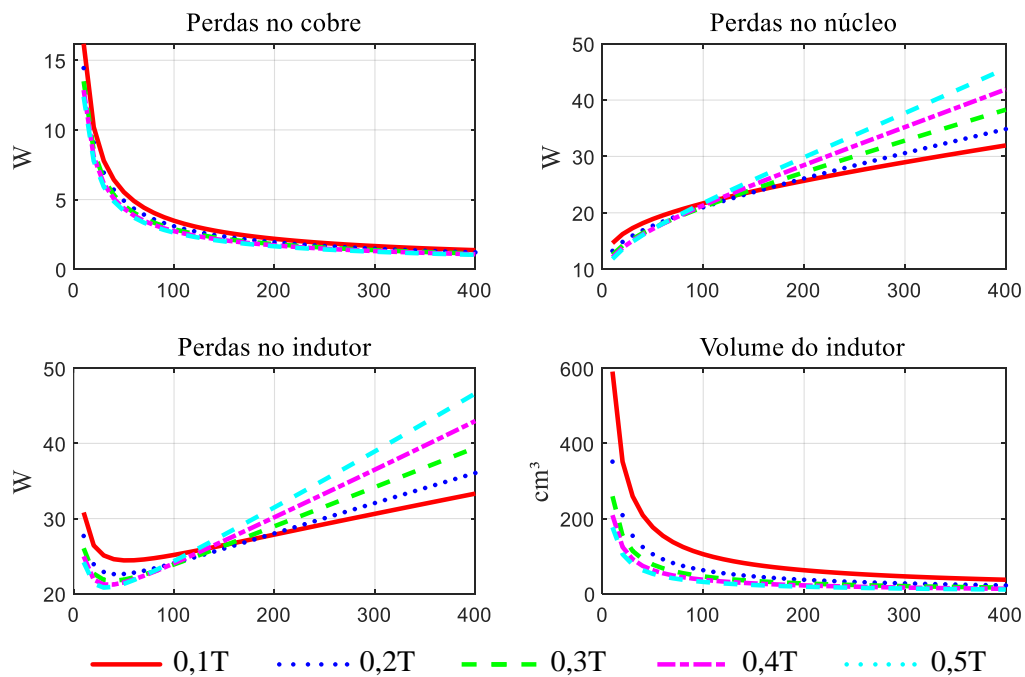 Perdas no cobre
W
15
10
5
0
0 100 200 300 400
Perdas no núcleo
W
50
40
30
20
10
0 100 200 300 400
Perdas no indutor
W
50
40
30
20
0 100 200 300 400
Volume do indutor
cm³
600
400
200
0
0 100 200 300 400
0,1T 0,2T 0,3T 0,4T 0,5T